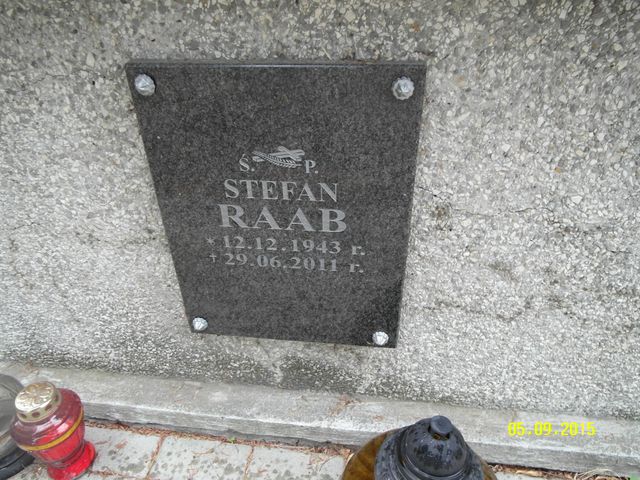 Ś. P.
STEFAN
RAAB
* 12.12.1943 r.
† 29.06.2011 r.
05.09.2015